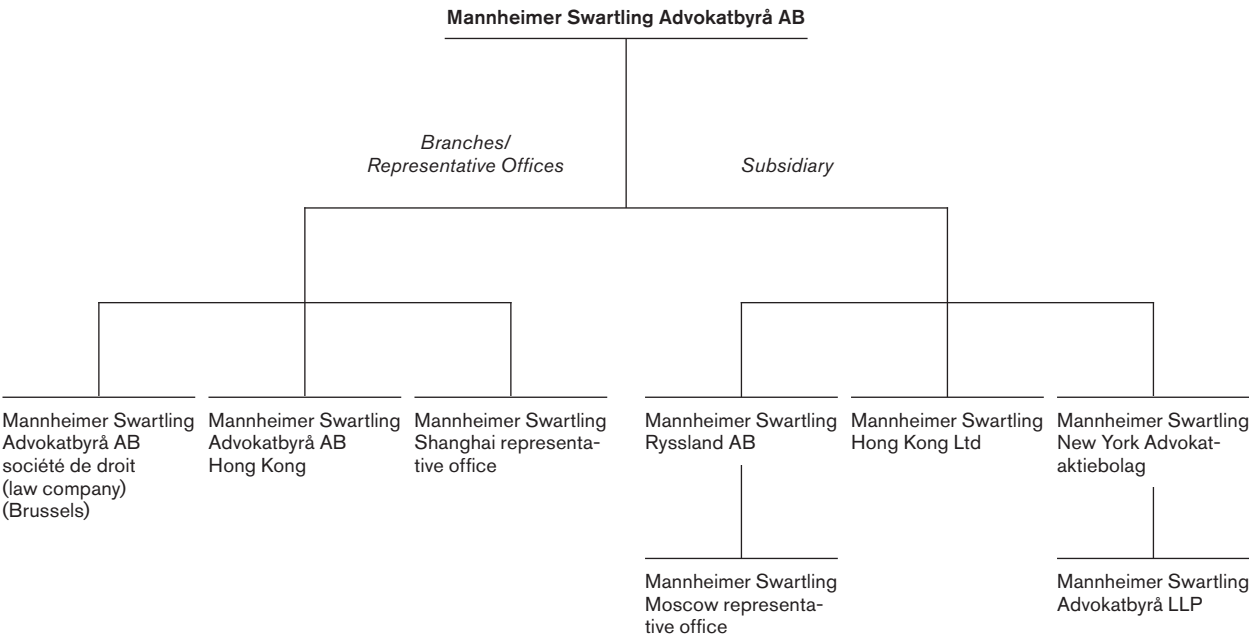 Mannheimer Swartling Advokatbyrå AB
Branches/
Representative Offices
Subsidiary
Mannheimer Swartling
Advokatbyrå AB
société de droit
(law company)
(Brussels)
Mannheimer Swartling
Advokatbyrå AB
Hong Kong
Mannheimer Swartling
Shanghai representa-
tive office
Mannheimer Swartling
Ryssland AB
Mannheimer Swartling
Hong Kong Ltd
Mannheimer Swartling
New York Advokat-
aktiebolag
Mannheimer Swartling
Moscow representa-
tive office
Mannheimer Swartling
Advokatbyrå LLP